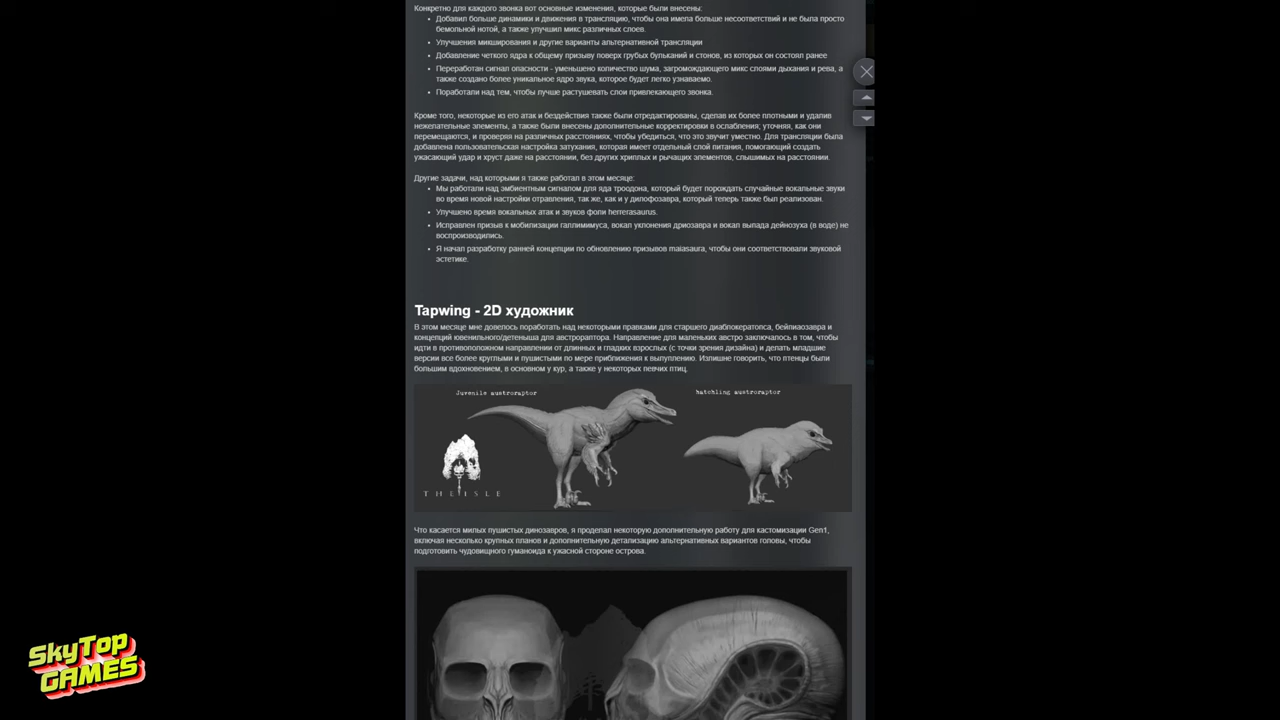 Конкретно для каждого звонка вот основные изменения, которые были внесены:
• Добавил больше динамики и движения в трансляцию, чтобы она имела больше несоответствий и не была просто
бемольной нотой, а также улучшил микс различных слоев.
• Улучшения микширования и другие варианты альтернативной трансляции
• Добавление четкого ядра к общему призыву поверх грубых бульканий и стонов, из которых он состоял ранее
• Переработан сигнал опасности - уменьшено количество шума, загромождающего микс слоями дыхания и рева, а
также создано более уникальное ядро звука, которое будет легко узнаваемо.
• Поработали над тем, чтобы лучше растушевать слои привлекающего звонка.
Кроме того, некоторые из его атак и бездействия также были отредактированы, сделав их более плотными и удалив
нежелательные элементы, а также были внесены дополнительные корректировки в ослабления; уточняя, как они
перемещаются, и проверяя на различных расстояниях, чтобы убедиться, что это звучит уместно. Для трансляции была
добавлена пользовательская настройка затухания, которая имеет отдельный слой питания, помогающий создать
ужасающий удар и хруст даже на расстоянии, без других хриплых и рычащих элементов, слышимых на расстоянии.
Другие задачи, над которыми я также работал в этом месяце:
• Мы работали над эмбиентным сигналом для яда троодона, который будет порождать случайные вокальные звуки
во время новой настройки отравления, так же, как и у дилофозавра, который теперь также был реализован.
• Улучшено время вокальных атак и звуков фоли herrerasaurus.
• Исправлен призыв к мобилизации галлимимуса, вокал уклонения дриозавра и вокал выпада дейнозуха (в воде) не
воспроизводились.
• Я начал разработку ранней концепции по обновлению призывов maiasaura, чтобы они соответствовали звуковой
эстетике.
Tapwing - 2D художник
В этом месяце мне довелось поработать над некоторыми правками для старшего диаблокератопса, бейпиаозавра и
концепций ювенильного/детеныша для австрораптора. Направление для маленьких австро заключалось в том, чтобы
идти в противоположном направлении от длинных и гладких взрослых (с точки зрения дизайна) и делать младшие
версии все более круглыми и пушистыми по мере приближения к вылуплению. Излишне говорить, что птенцы были
большим вдохновением, в основном у кур, а также у некоторых певчих птиц.
Juvenile austroraptor
hatchling austroraptor
THE ISLE
Что касается милых пушистых динозавров, я проделал некоторую дополнительную работу для кастомизации Gen1,
включая несколько крупных планов и дополнительную детализацию альтернативных вариантов головы, чтобы
подготовить чудовищного гуманоида к ужасной стороне острова.
SkyTop
GAMES